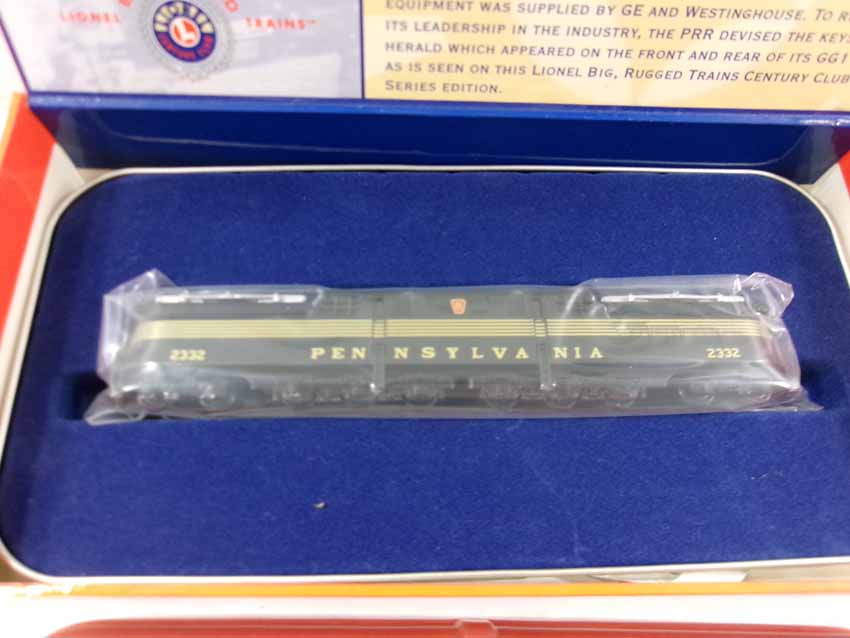 LIONEL TRAINS™
L
EQUIPMENT WAS SUPPLIED BY GE AND WESTINGHOUSE. TO
ITS LEADERSHIP IN THE INDUSTRY, THE PRR DEVISED THE
HERALD WHICH APPEARED ON THE FRONT AND REAR OF ITS GG1
AS IS SEEN ON THIS LIONEL BIG, RUGGED TRAINS CENTURY CLUB
SERIES EDITION.
2332 PENNSYLVANIA 2332